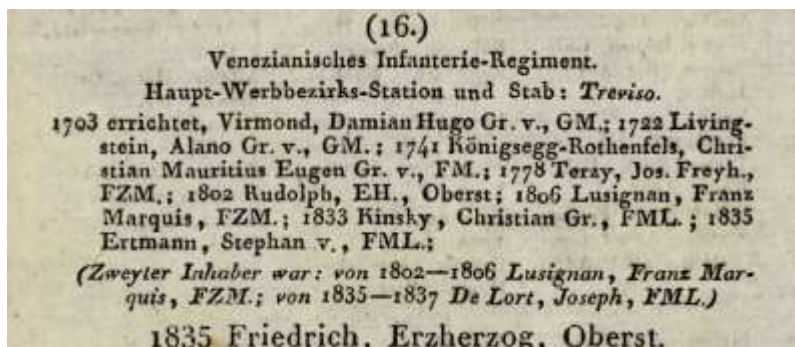 (16.)
Venezianisches Infanterie-Regiment.
Haupt-Werbbezirks-Station und Stab: Treviso.
1703 errichtet, Virmond, Damian Hugo Gr. v., GM.; 1722 Living-
stein, Alano Gr. v., GM.; 1741 Königsegg-Rothenfels, Chri-
stian Mauritius Eugen Gr. v., FM.; 1778 Terzy, Jos. Freyh.,
FZM.; 1802 Rudolph, EH., Oberst; 1806 Lusignan, Franz
Marquis, FZM.; 1833 Kinsky, Christian Gr., FML.; 1835
Ertmann, Stephan v., FML.;
(Zweyter Inhaber war: von 1802—1806 Lusignan, Franz Mar-
quis, FZM.; von 1835—1837 De Lort, Joseph, FML.)
1835 Friedrich, Erzherzog, Oberst.